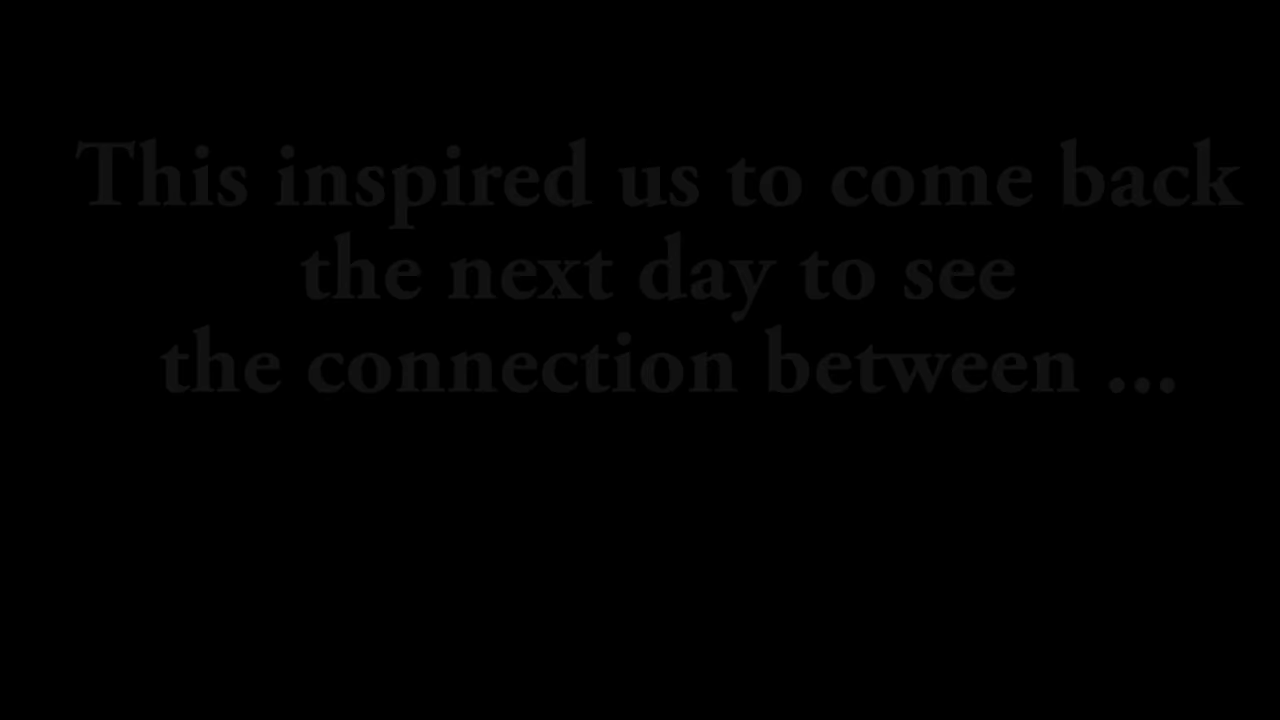 This inspired us to come back
the next day to see
the connection between ...